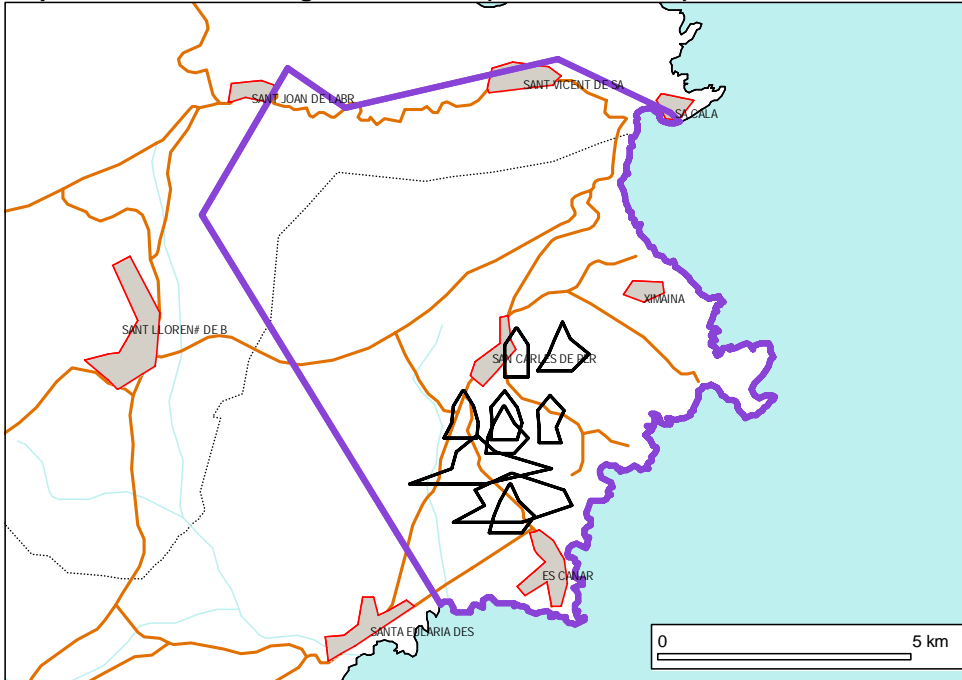 SANT JOAN DE LABR
SANT VICENT DE SA
SA CALA
XIMAINA
SANT LLOREN# DE B
SAN CARLES DE PER
ES CANAR
SANTA EULARIA DES
0 5 km